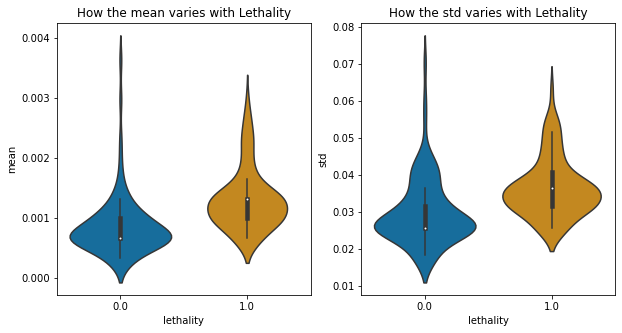 How the mean varies with Lethality
How the std varies with Lethality
0.004
0.003
0.002
0.001
0.000
mean
0.0
1.0
lethality
0.08
0.07
0.06
0.05
0.04
0.03
0.02
0.01
std
0.0
1.0
lethality